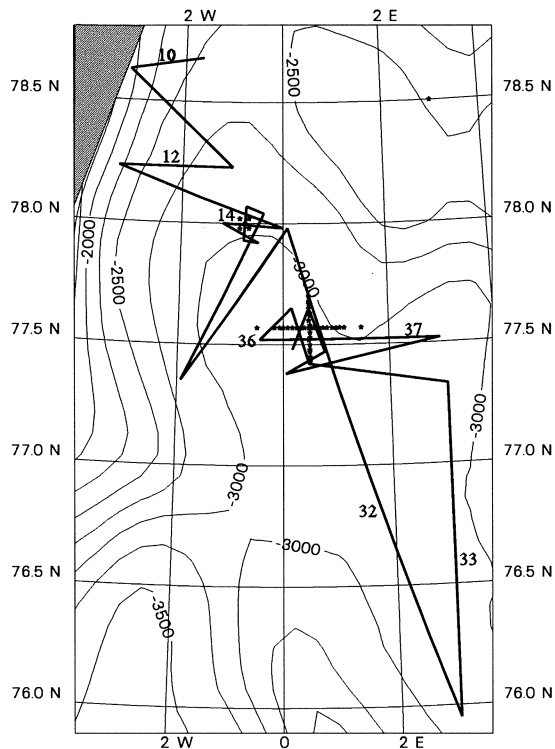 2 W 2 E
10
-2500
78.5 N 78.5 N
12
78.0 N 78.0 N
14
-2000
-2500
-3000
77.5 N 77.5 N
36 37
-3000
77.0 N 77.0 N
-3000
32
-3000
33
76.5 N 76.5 N
-3500
76.0 N 76.0 N
2 W 0 2 E